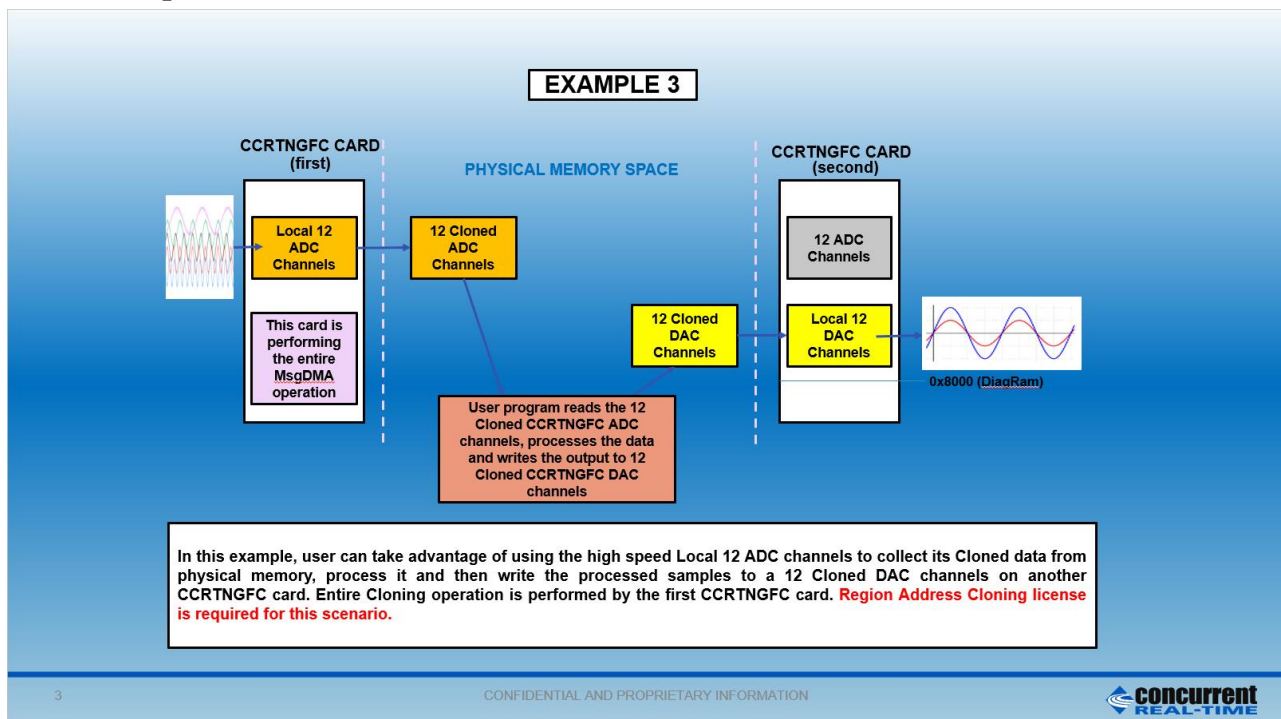 EXAMPLE 3
CCRTNGFC CARD
(first)
PHYSICAL MEMORY SPACE
CCRTNGFC CARD
(second)
Local 12
ADC
Channels
12 Cloned
ADC
Channels
12 ADC
Channels
This card is
performing
the entire
MsgDMA
operation
12 Cloned
DAC
Channels
Local 12
DAC
Channels
0x8000 (DiagRam)
User program reads the 12
Cloned CCRTNGFC ADC
channels, processes the data
and writes the output to 12
Cloned CCRTNGFC DAC
channels
In this example, user can take advantage of using the high speed Local 12 ADC channels to collect its Cloned data from
physical memory, process it and then write the processed samples to a 12 Cloned DAC channels on another
CCRTNGFC card. Entire Cloning operation is performed by the first CCRTNGFC card. Region Address Cloning license
is required for this scenario.
3
CONFIDENTIAL AND PROPRIETARY INFORMATION
concurrent
REAL-TIME